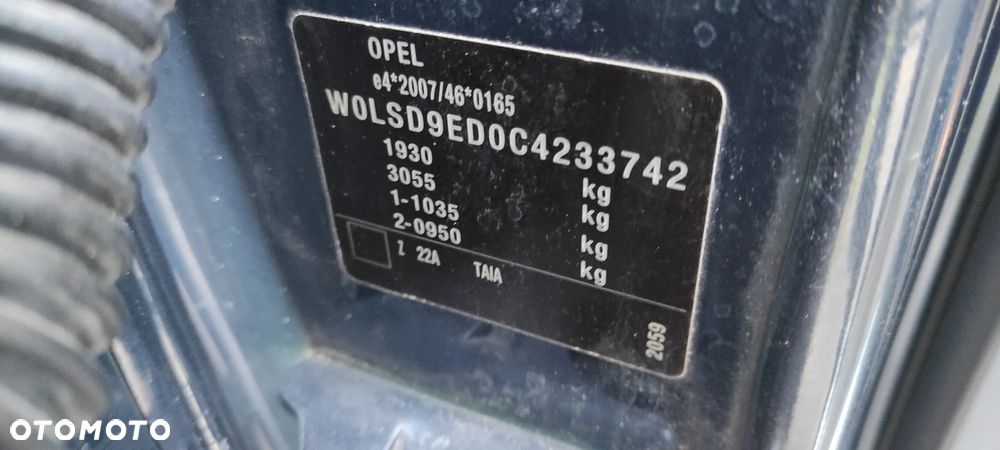 OPEL
e4*2007/46*0165
W0LSD9ED0C4233742
1930 kg
3055 kg
1-1035 kg
2-0950 kg
Z 22A TAIA
2059
OTOMOTO